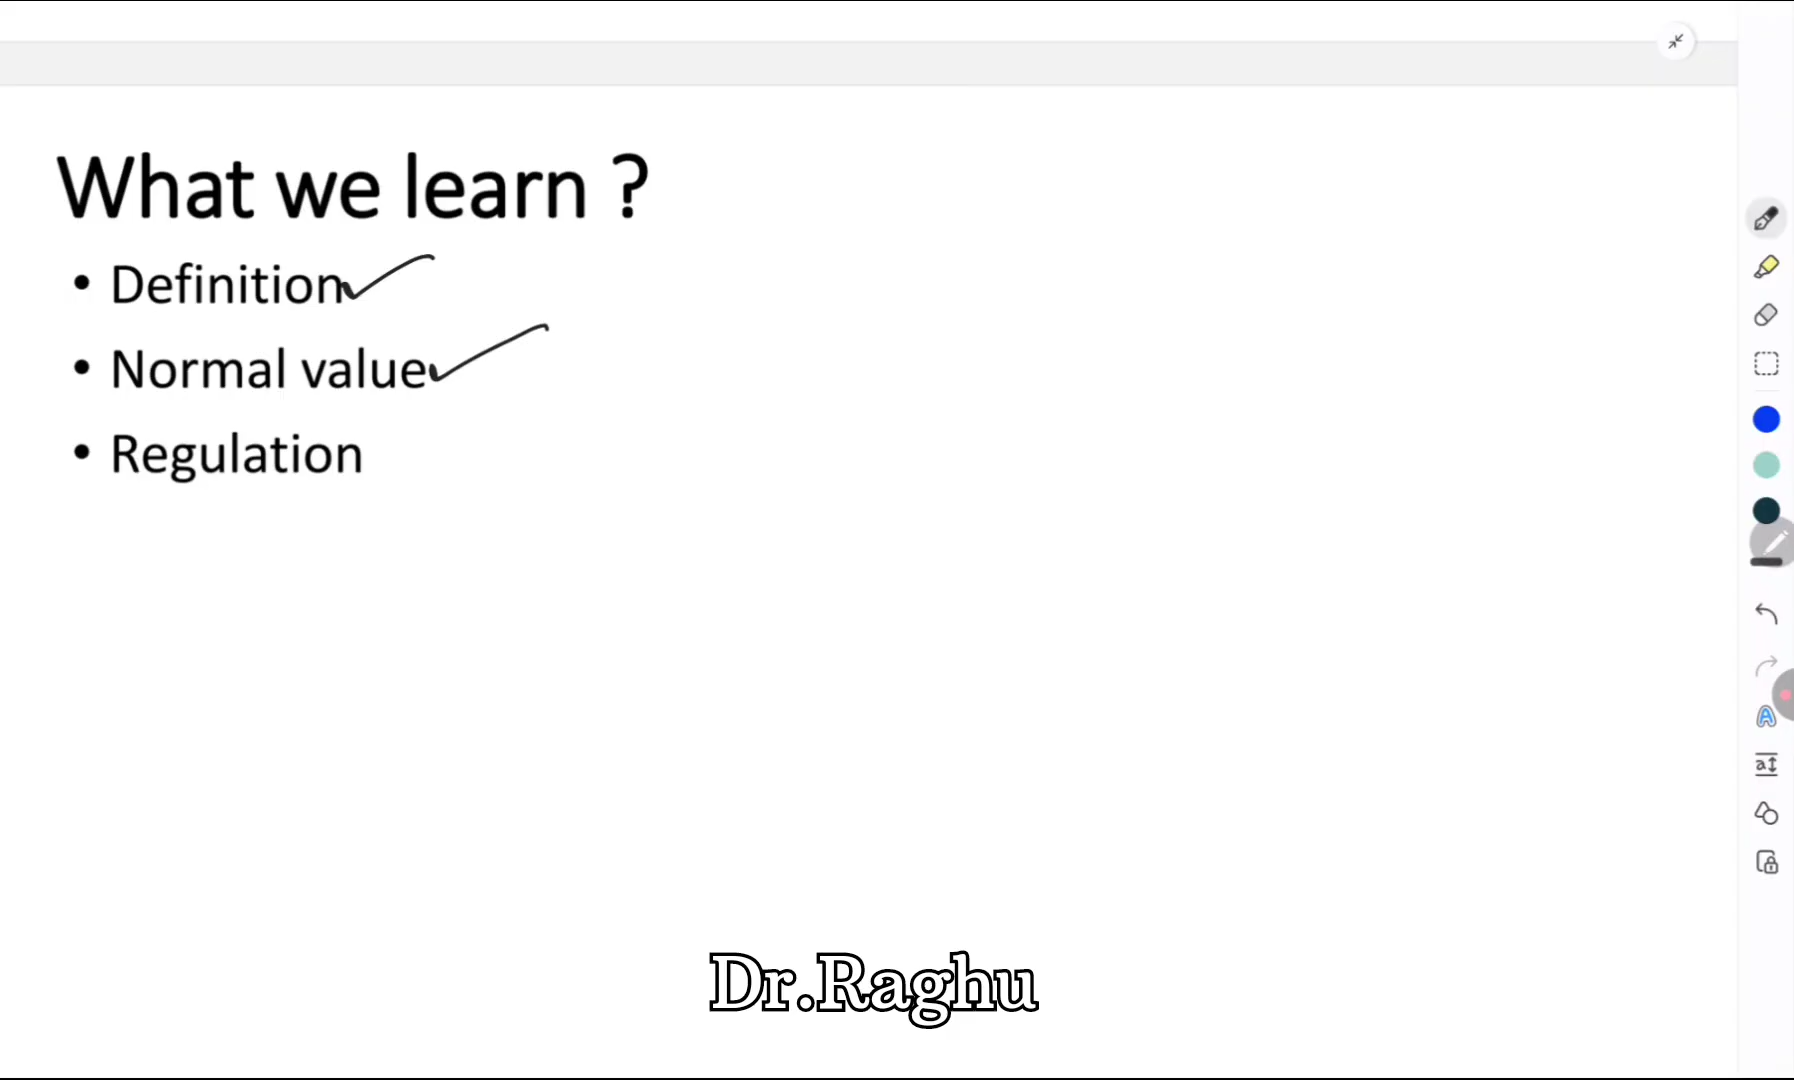 What we learn ?
• Definition
• Normal value
• Regulation
Dr.Raghu